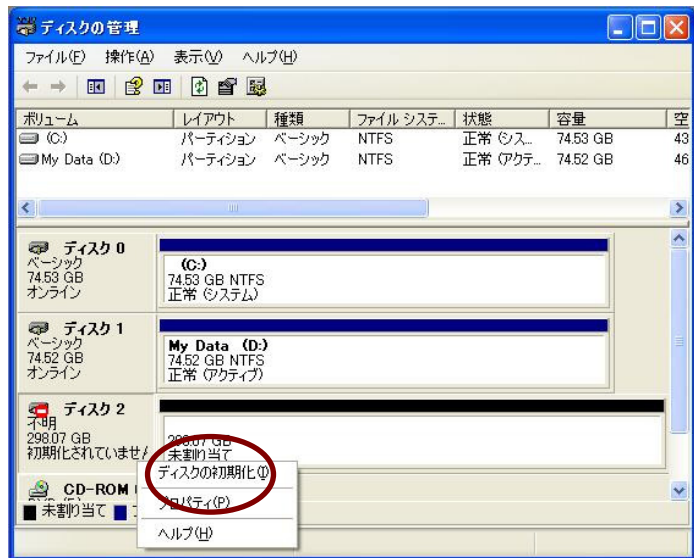 ディスクの管理
ファイル(F) 操作(A) 表示(V) ヘルプ(H)
ボリューム レイアウト 種類 ファイル システ... 状態 容量 空
(C:) パーティション ベーシック NTFS 正常 (シス... 74.53 GB 43
My Data (D:) パーティション ベーシック NTFS 正常 (アクテ... 74.52 GB 46
ディスク 0
ベーシック
74.53 GB
オンライン
(C:)
74.53 GB NTFS
正常 (システム)
ディスク 1
ベーシック
74.52 GB
オンライン
My Data (D:)
74.52 GB NTFS
正常 (アクティブ)
ディスク 2
不明
298.07 GB
初期化されていません
298.07 GB
未割り当て
ディスクの初期化(I)
プロパティ(P)
ヘルプ(H)
CD-ROM
未割り当て